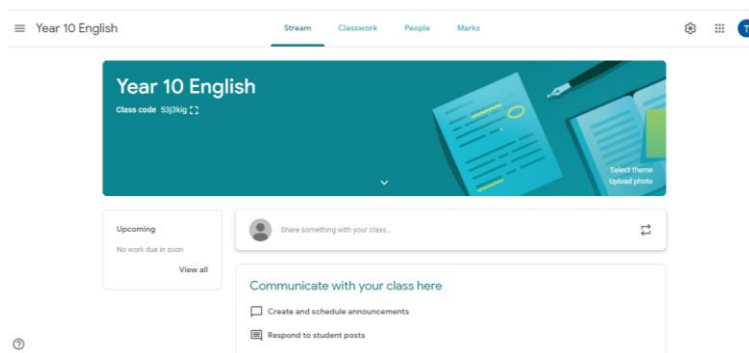 Year 10 English
Stream Classwork People Marks
T
Year 10 English
Class code 53j3kig
Select theme
Upload photo
Upcoming
No work due in soon
View all
Share something with your class...
Communicate with your class here
Create and schedule announcements
Respond to student posts